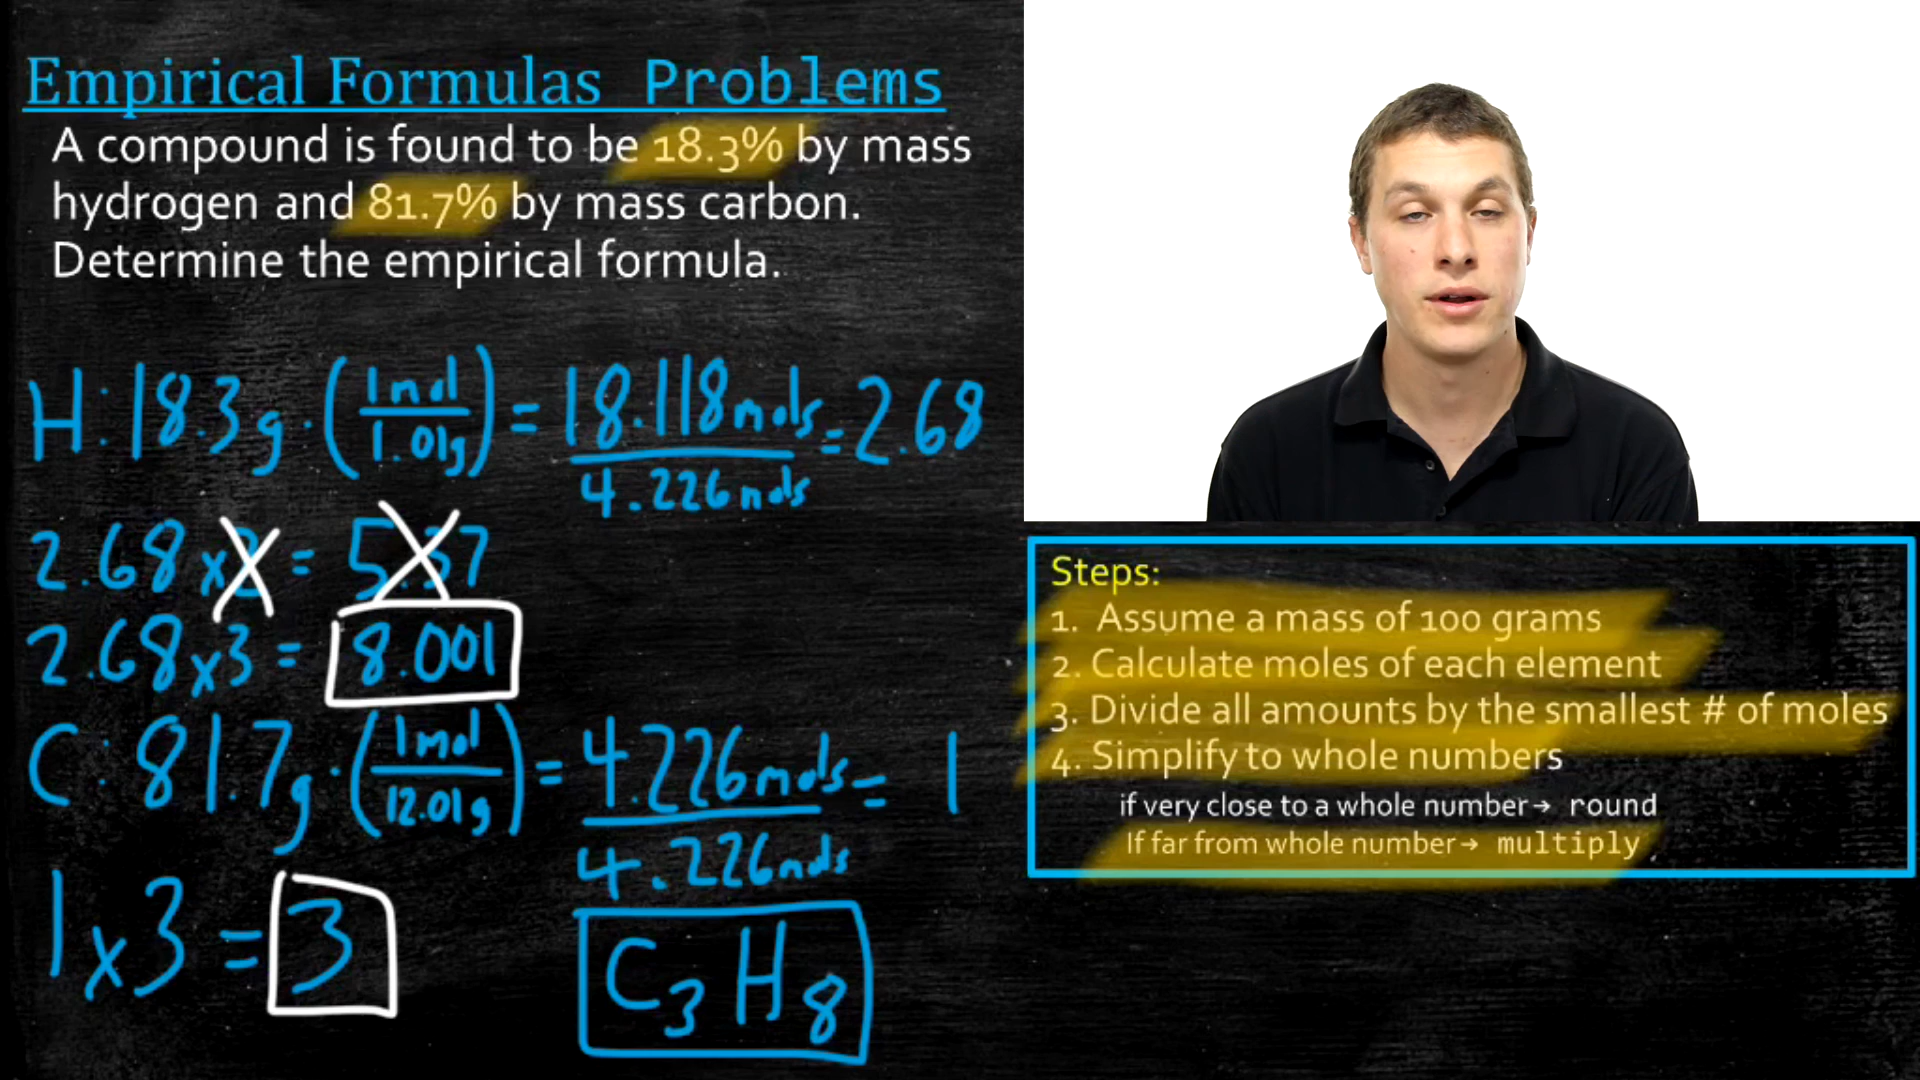 Empirical Formulas Problems
A compound is found to be 18.3% by mass
hydrogen and 81.7% by mass carbon.
Determine the empirical formula.
H: 18.3g · (1mol / 1.01g) = 18.118mols / 4.226mols = 2.68
2.68 x2 = 5.37
2.68 x3 = 8.001
C: 81.7g · (1mol / 12.01g) = 4.226mols / 4.226mols = 1
1 x 3 = 3
C3H8
Steps:
1. Assume a mass of 100 grams
2. Calculate moles of each element
3. Divide all amounts by the smallest # of moles
4. Simplify to whole numbers
if very close to a whole number→ round
If far from whole number→ multiply